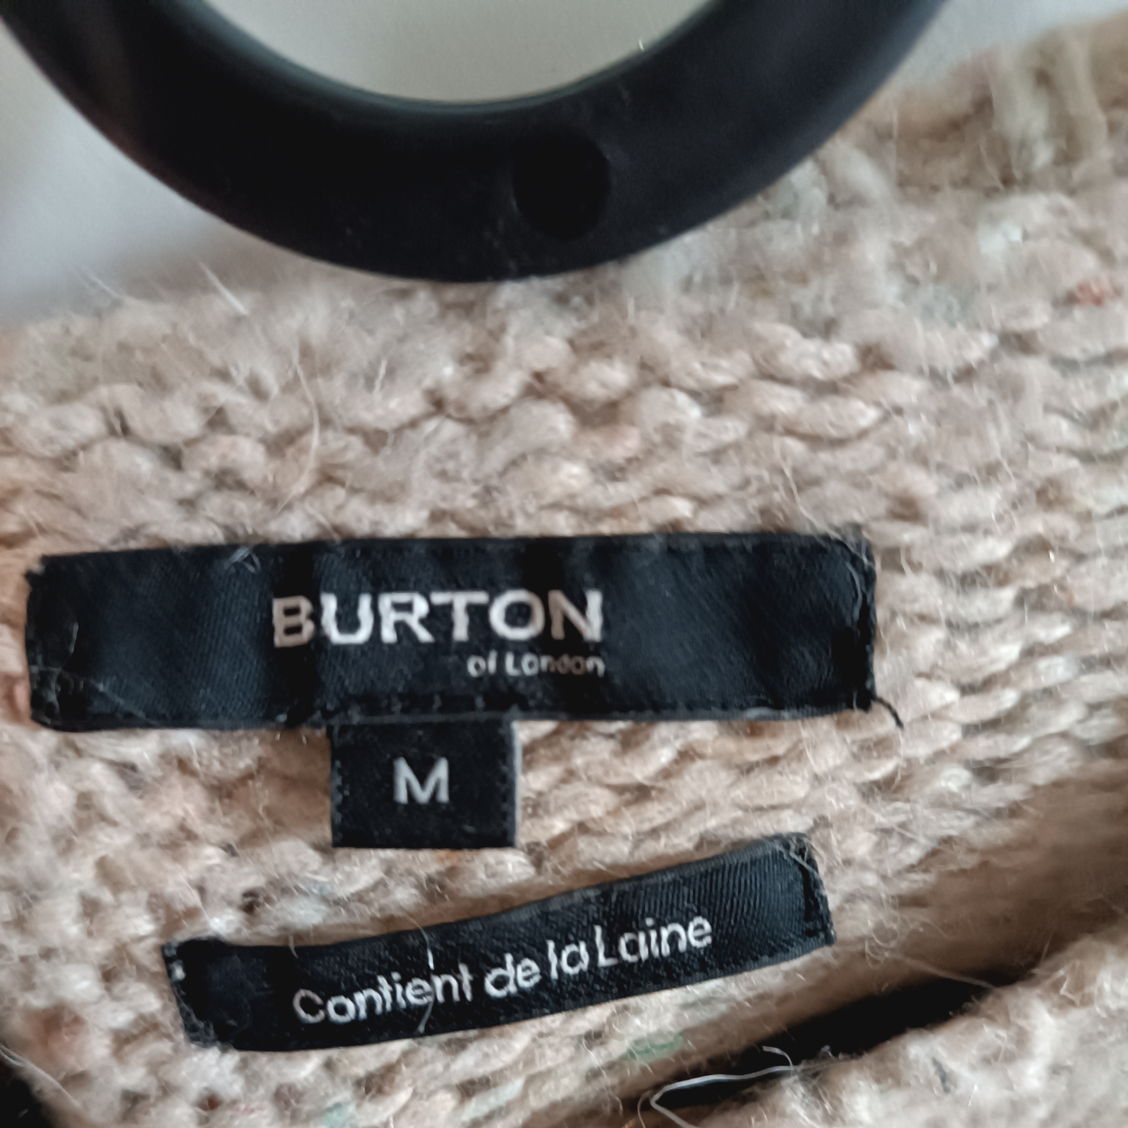 BURTON
of London
M
Contient de la Laine